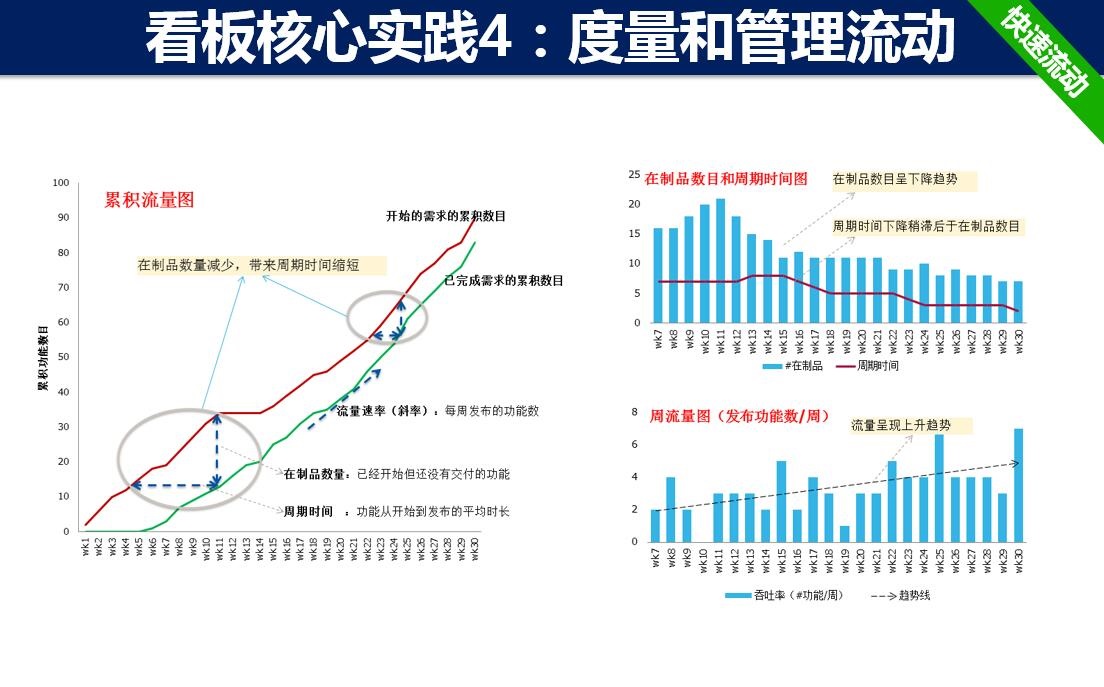 看板核心实践4：度量和管理流动
快速流动
累积流量图
开始的需求的累积数目
在制品数量减少，带来周期时间缩短
已完成需求的累积数目
流量速率（斜率）：每周发布的功能数
在制品数量：已经开始但还没有交付的功能
周期时间 ：功能从开始到发布的平均时长
累积功能数目
100
90
80
70
60
50
40
30
20
10
0
wk1 wk2 wk3 wk4 wk5 wk6 wk7 wk8 wk9 wk10 wk11 wk12 wk13 wk14 wk15 wk16 wk17 wk18 wk19 wk20 wk21 wk22 wk23 wk24 wk25 wk26 wk27 wk28 wk29 wk30
在制品数目和周期时间图
在制品数目呈下降趋势
周期时间下降稍滞后于在制品数目
25
20
15
10
5
0
wk7 wk8 wk9 wk10 wk11 wk12 wk13 wk14 wk15 wk16 wk17 wk18 wk19 wk20 wk21 wk22 wk23 wk24 wk25 wk26 wk27 wk28 wk29 wk30
#在制品 周期时间
周流量图（发布功能数/周）
流量呈现上升趋势
8
6
4
2
0
wk7 wk8 wk9 wk10 wk11 wk12 wk13 wk14 wk15 wk16 wk17 wk18 wk19 wk20 wk21 wk22 wk23 wk24 wk25 wk26 wk27 wk28 wk29 wk30
吞吐率（#功能/周） 趋势线